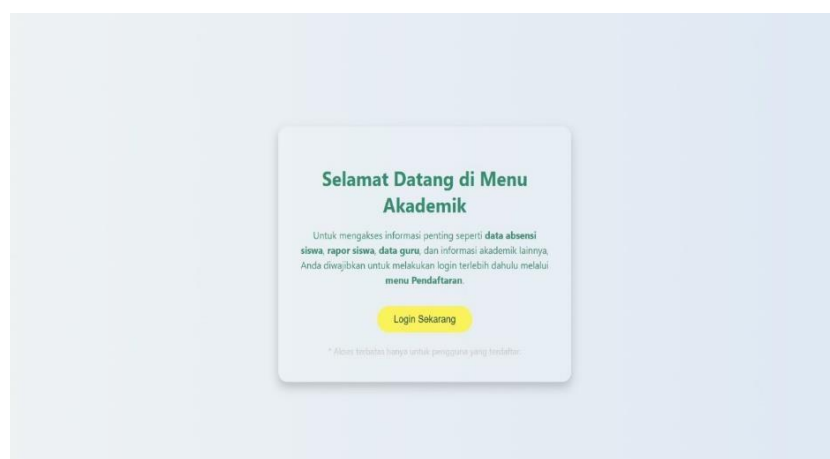 Selamat Datang di Menu
Akademik
Untuk mengakses informasi penting seperti data absensi
siswa, rapor siswa, data guru, dan informasi akademik lainnya,
Anda diwajibkan untuk melakukan login terlebih dahulu melalui
menu Pendaftaran.
Login Sekarang
* Akses terbatas hanya untuk pengguna yang terdaftar.